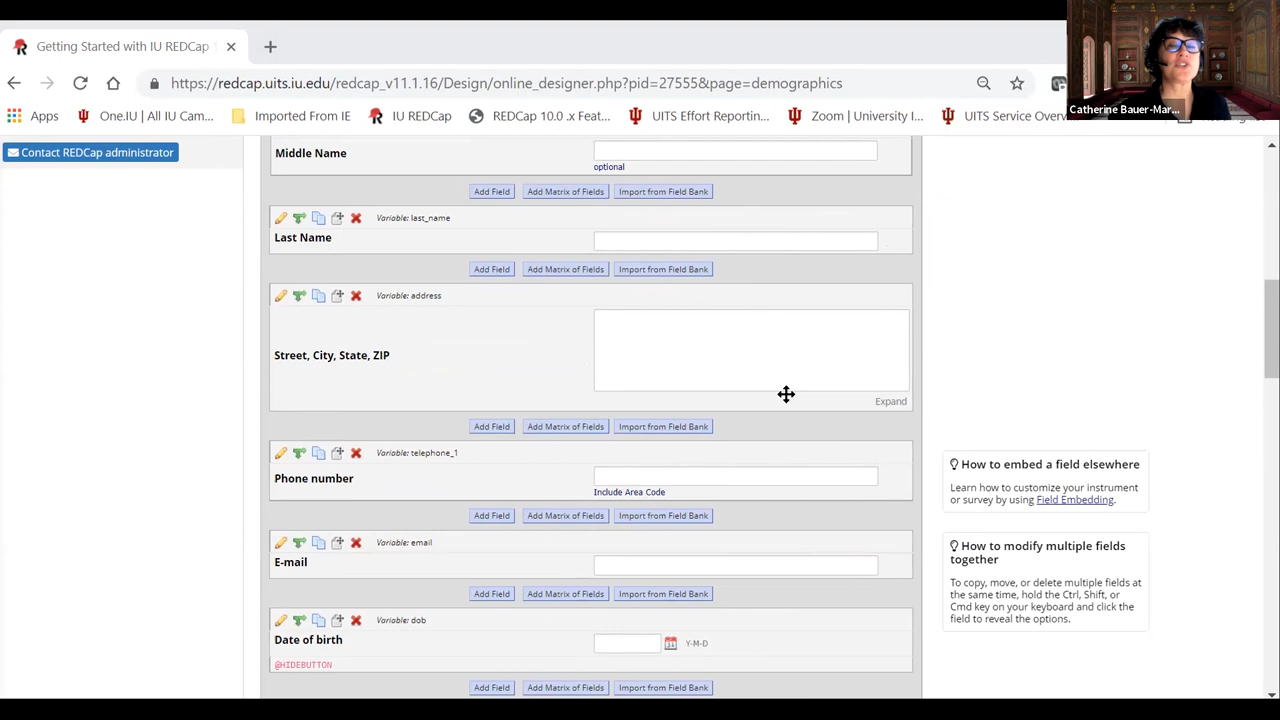 Getting Started with IU REDCap
https://redcap.uits.iu.edu/redcap_v11.1.16/Design/online_designer.php?pid=27555&page=demographics
Apps One.IU | All IU Cam... Imported From IE IU REDCap REDCap 10.0 .x Feat... UITS Effort Reportin... Zoom | University I... UITS Service Over
Catherine Bauer-Mar...
Contact REDCap administrator
Middle Name
optional
Add Field Add Matrix of Fields Import from Field Bank
Variable: last_name
Last Name
Add Field Add Matrix of Fields Import from Field Bank
Variable: address
Street, City, State, ZIP
Expand
Add Field Add Matrix of Fields Import from Field Bank
Variable: telephone_1
Phone number
Include Area Code
Add Field Add Matrix of Fields Import from Field Bank
Variable: email
E-mail
Add Field Add Matrix of Fields Import from Field Bank
Variable: dob
Date of birth
31 Y-M-D
@HIDEBUTTON
Add Field Add Matrix of Fields Import from Field Bank
How to embed a field elsewhere
Learn how to customize your instrument
or survey by using Field Embedding.
How to modify multiple fields
together
To copy, move, or delete multiple fields at
the same time, hold the Ctrl, Shift, or
Cmd key on your keyboard and click the
field to reveal the options.